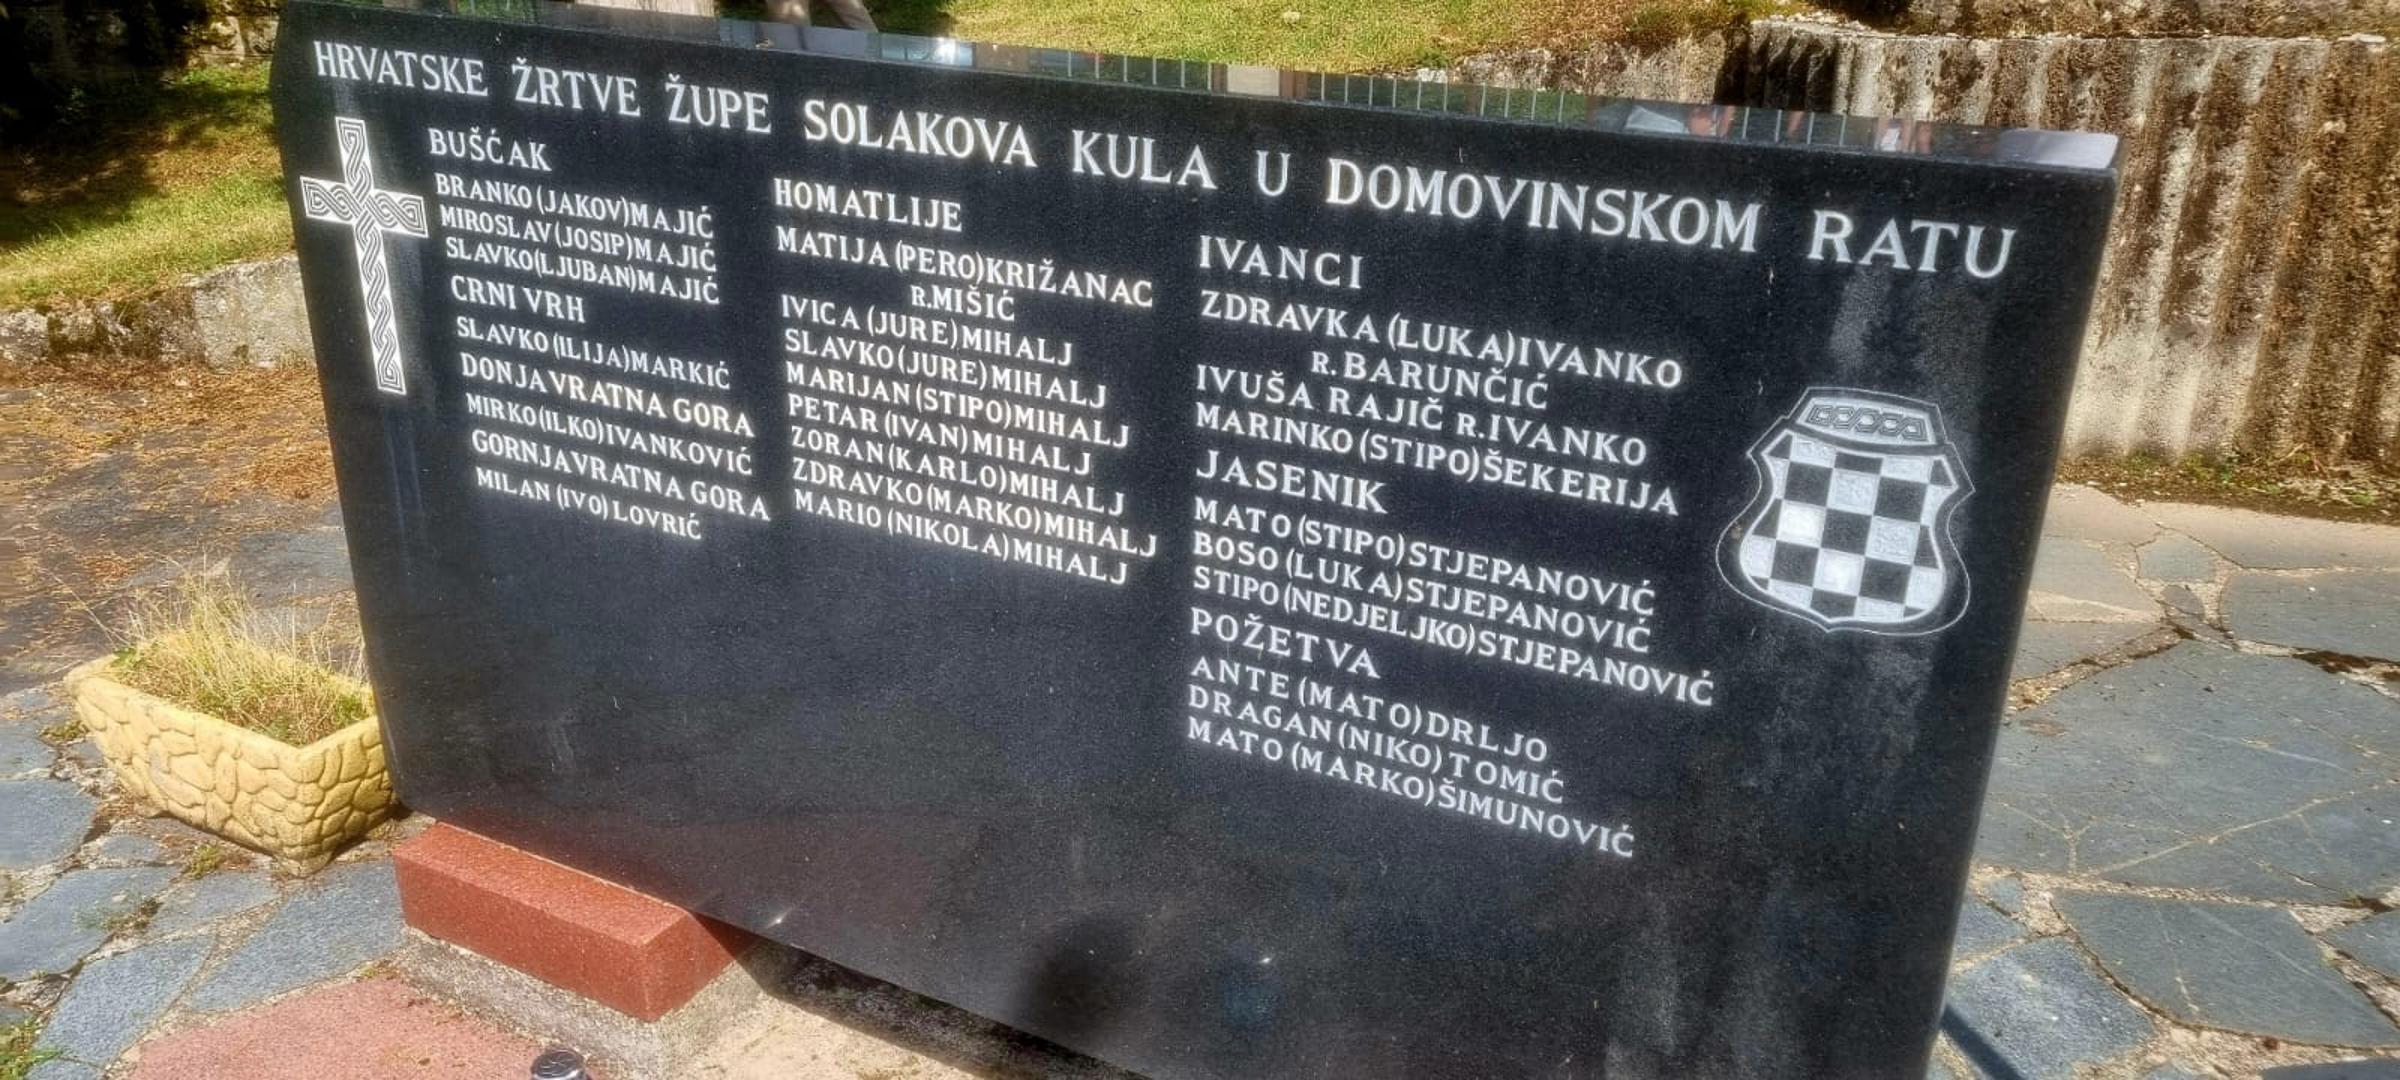 HRVATSKE ŽRTVE ŽUPE SOLAKOVA KULA U DOMOVINSKOM RATU
BUŠĆAK
BRANKO (JAKOV) MAJIĆ
MIROSLAV (JOSIP) MAJIĆ
SLAVKO (LJUBAN) MAJIĆ
CRNI VRH
SLAVKO (ILIJA) MARKIĆ
DONJA VRATNA GORA
MIRKO (ILKO) IVANKOVIĆ
GORNJA VRATNA GORA
MILAN (IVO) LOVRIĆ
HOMATLIJE
MATIJA (PERO) KRIŽANAC
R. MIŠIĆ
IVICA (JURE) MIHALJ
SLAVKO (JURE) MIHALJ
MARIJAN (STIPO) MIHALJ
PETAR (IVAN) MIHALJ
ZORAN (KARLO) MIHALJ
ZDRAVKO (MARKO) MIHALJ
MARIO (NIKOLA) MIHALJ
IVANCI
ZDRAVKA (LUKA) IVANKO
R. BARUNČIĆ
IVUŠA RAJIČ R. IVANKO
MARINKO (STIPO) ŠEKERIJA
JASENIK
MATO (STIPO) STJEPANOVIĆ
BOSO (LUKA) STJEPANOVIĆ
STIPO (NEDJELJKO) STJEPANOVIĆ
POŽETVA
ANTE (MATO) DRLJO
DRAGAN (NIKO) TOMIĆ
MATO (MARKO) ŠIMUNOVIĆ